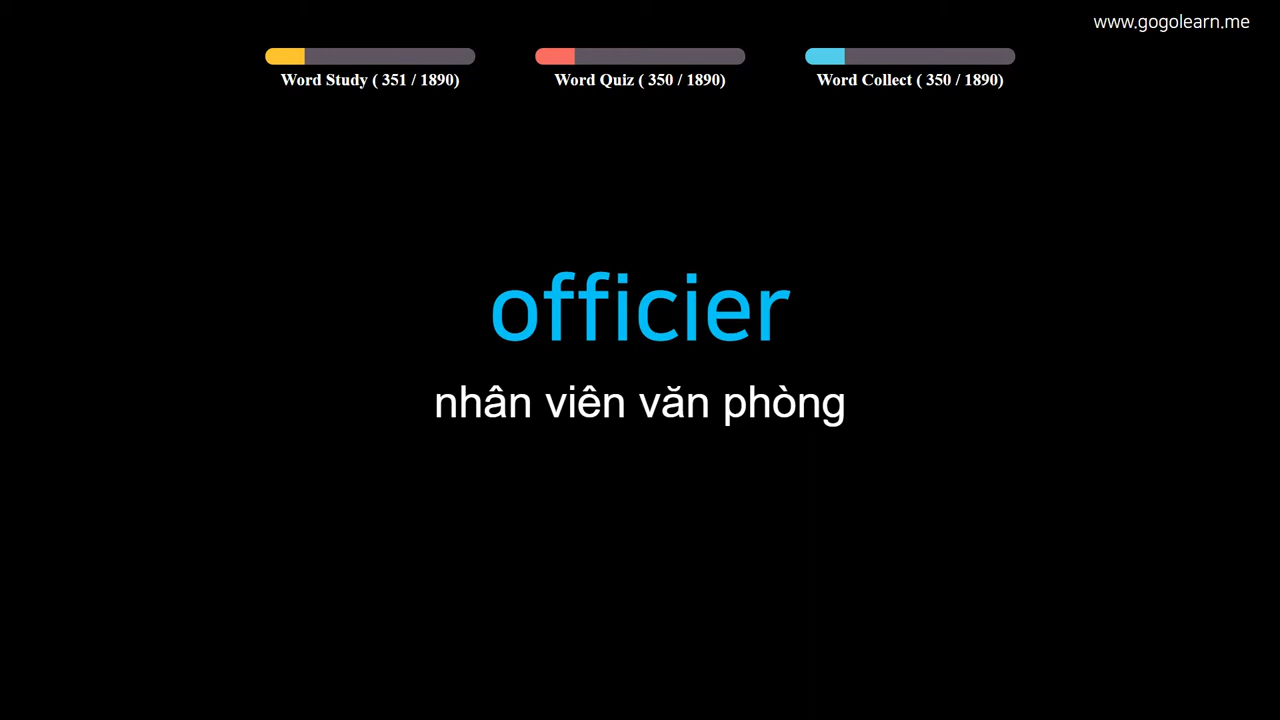 www.gogolearn.me
Word Study ( 351 / 1890)
Word Quiz ( 350 / 1890)
Word Collect ( 350 / 1890)
officier
nhân viên văn phòng